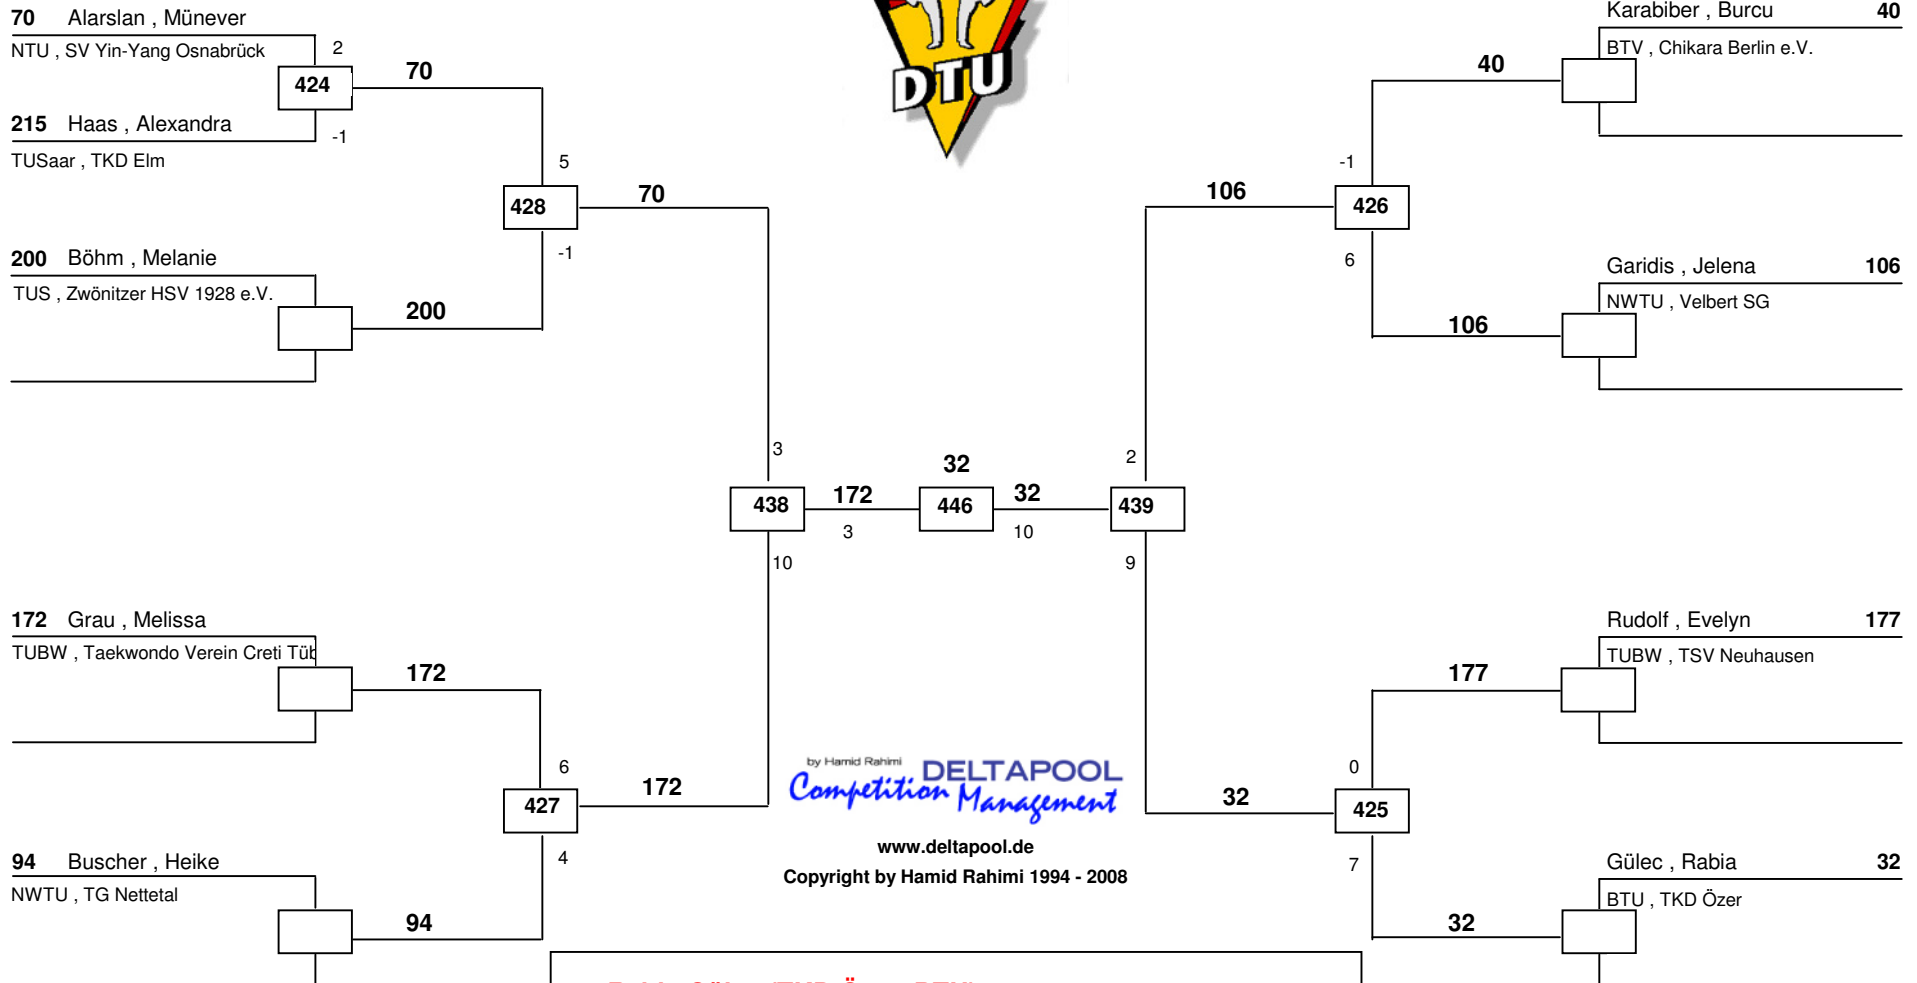 70 Alarslan , Münever
NTU , SV Yin-Yang Osnabrück
2
424
70
215 Haas , Alexandra
-1
TUSaar , TKD Elm
5
428
70
-1
200 Böhm , Melanie
TUS , Zwönitzer HSV 1928 e.V.
200
DTU
Karabiber , Burcu 40
BTV , Chikara Berlin e.V.
40
-1
106
426
6
Garidis , Jelena 106
NWTU , Velbert SG
106
3
438
10
172
3
32
446
32
10
2
439
9
172 Grau , Melissa
TUBW , Taekwondo Verein Creti Tüb
172
6
427
172
4
94 Buscher , Heike
NWTU , TG Nettetal
94
by Hamid Rahimi DELTAPOOL
Competition Management
www.deltapool.de
Copyright by Hamid Rahimi 1994 - 2008
Rudolf , Evelyn 177
TUBW , TSV Neuhausen
177
0
32
425
7
Gülec , Rabia 32
BTU , TKD Özer
32